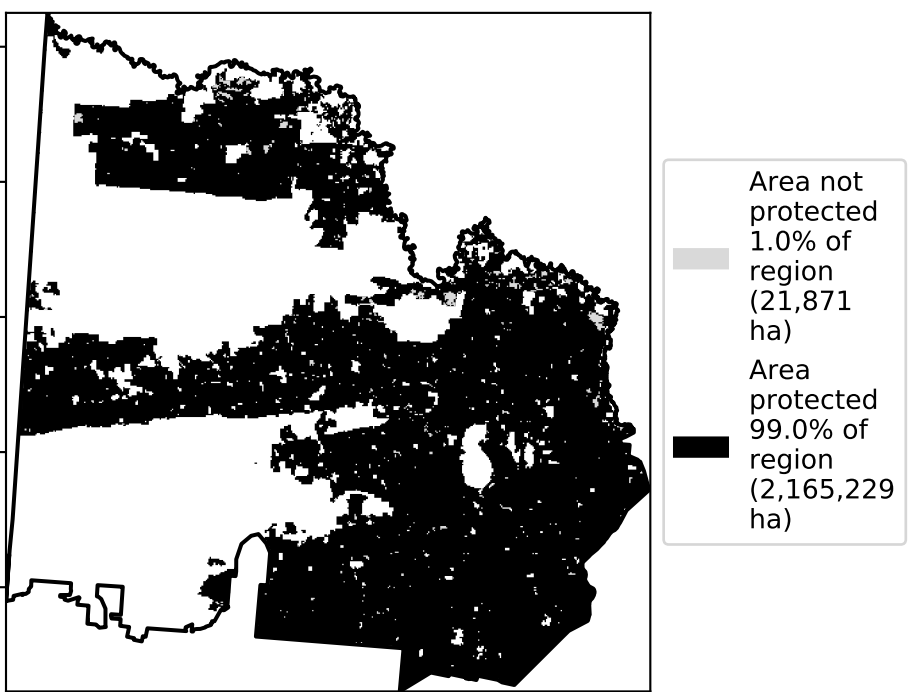 Area not
protected
1.0% of
region
(21,871
ha)
Area
protected
99.0% of
region
(2,165,229
ha)